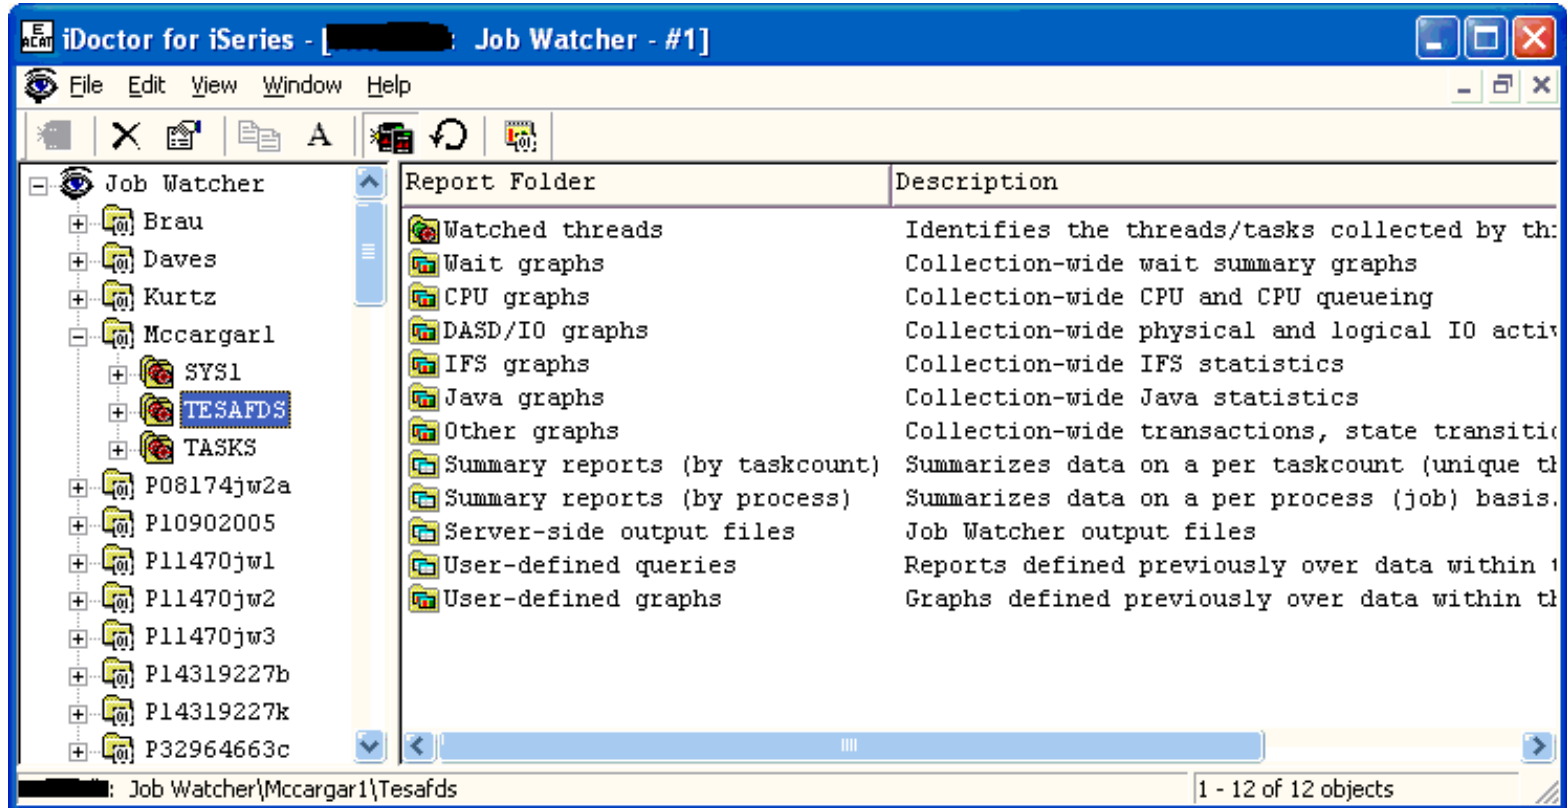 iDoctor for iSeries - [ : Job Watcher - #1]
File Edit View Window Help
A
Job Watcher
Brau
Daves
Kurtz
Mccargar1
SYS1
TESAFDS
TASKS
P08174jw2a
P10902005
P11470jw1
P11470jw2
P11470jw3
P14319227b
P14319227k
P32964663c
Report Folder Description
Watched threads Identifies the threads/tasks collected by
Wait graphs Collection-wide wait summary graphs
CPU graphs Collection-wide CPU and CPU queueing
DASD/IO graphs Collection-wide physical and logical IO
IFS graphs Collection-wide IFS statistics
Java graphs Collection-wide Java statistics
Other graphs Collection-wide transactions, state
Summary reports (by taskcount) Summarizes data on a per taskcount (unique
Summary reports (by process) Summarizes data on a per process (job) basis.
Server-side output files Job Watcher output files
User-defined queries Reports defined previously over data within
User-defined graphs Graphs defined previously over data within
: Job Watcher\Mccargar1\Tesafds 1 - 12 of 12 objects